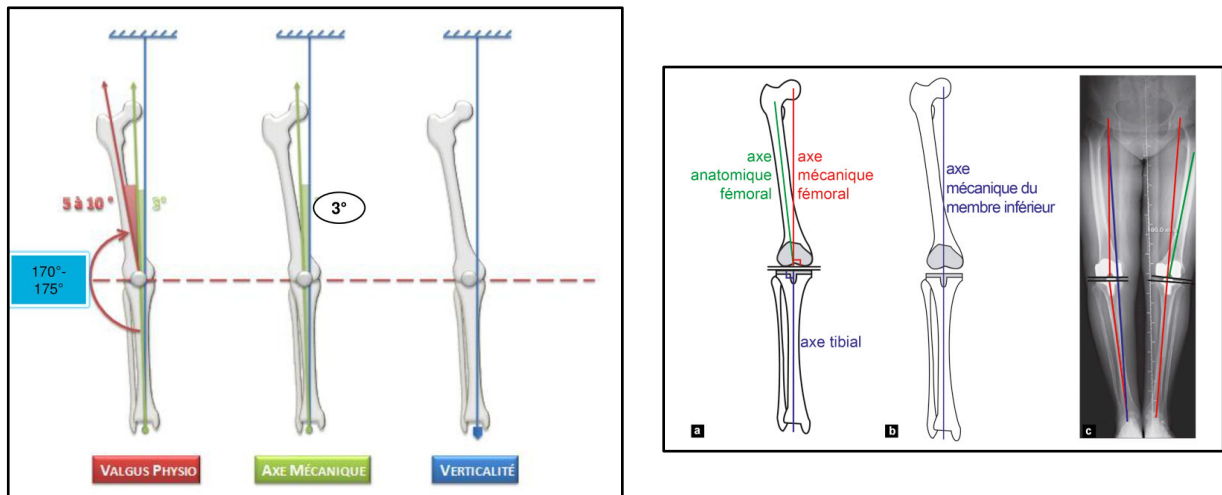 5 à 10 °
3°
3°
170°-
175°
VALGUS PHYSIO
AXE MÉCANIQUE
VERTICALITÉ
axe
anatomique
fémoral
axe
mécanique
fémoral
axe tibial
a
axe
mécanique du
membre inférieur
b
c